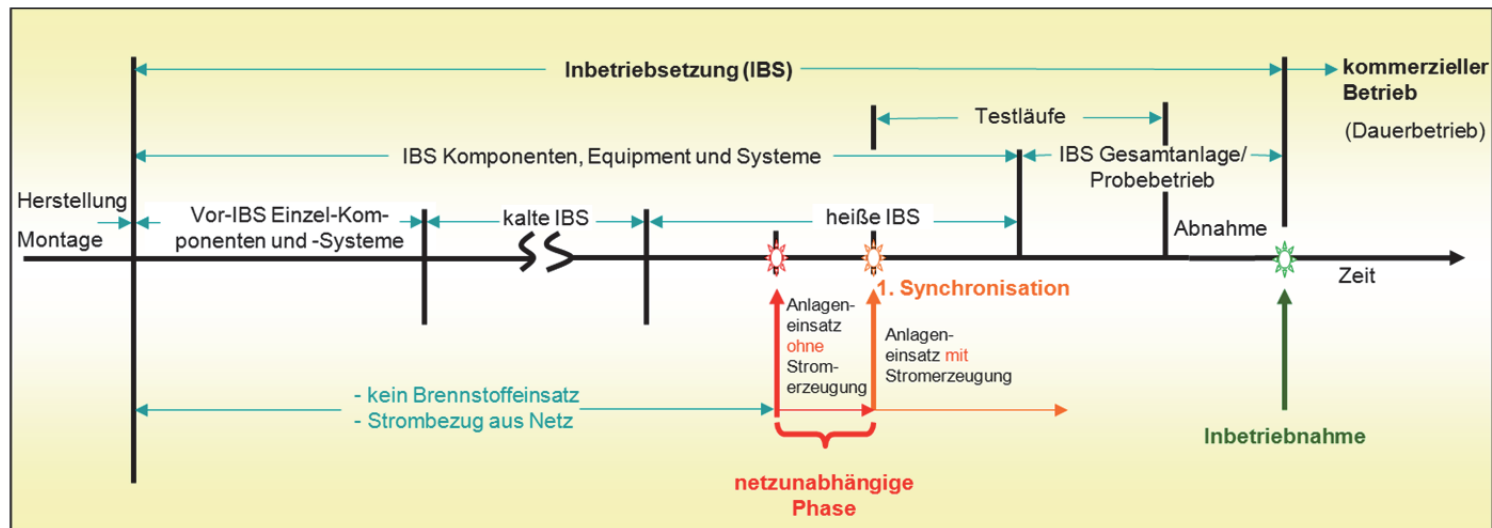 Inbetriebsetzung (IBS)
kommerzieller
Betrieb
(Dauerbetrieb)
Testläufe
IBS Komponenten, Equipment und Systeme
IBS Gesamtanlage/
Probebetrieb
Herstellung
Montage
Vor-IBS Einzel-Kom-
ponenten und -Systeme
kalte IBS
heiße IBS
Abnahme
Zeit
1. Synchronisation
Anlagen-
einsatz
ohne
Strom-
erzeugung
Anlagen-
einsatz mit
Stromerzeugung
- kein Brennstoffeinsatz
- Strombezug aus Netz
Inbetriebnahme
netzunabhängige
Phase